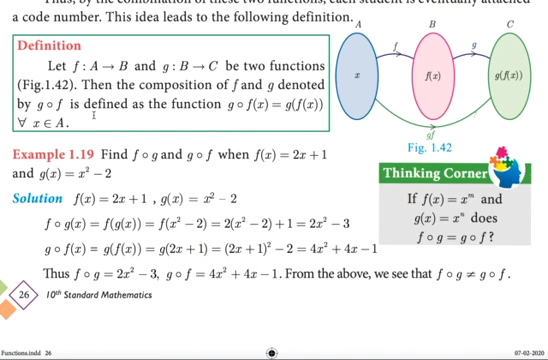 a code number. This idea leads to the following definition.
Definition
Let f : A → B and g : B → C be two functions
(Fig.1.42). Then the composition of f and g denoted
by g ∘ f is defined as the function g ∘ f(x) = g(f(x))
∀ x ∈ A.
A B C
f g
x f(x) g(f(x))
gf
Fig. 1.42
Example 1.19 Find f ∘ g and g ∘ f when f(x) = 2x + 1
and g(x) = x² − 2
Solution f(x) = 2x + 1 , g(x) = x² − 2
f ∘ g(x) = f(g(x)) = f(x² − 2) = 2(x² − 2) + 1 = 2x² − 3
g ∘ f(x) = g(f(x)) = g(2x + 1) = (2x + 1)² − 2 = 4x² + 4x − 1
Thinking Corner
If f(x) = xᵐ and
g(x) = xⁿ does
f ∘ g = g ∘ f ?
Thus f ∘ g = 2x² − 3, g ∘ f = 4x² + 4x − 1. From the above, we see that f ∘ g ≠ g ∘ f .
26 10th Standard Mathematics
Functions.indd 26 07-02-2020